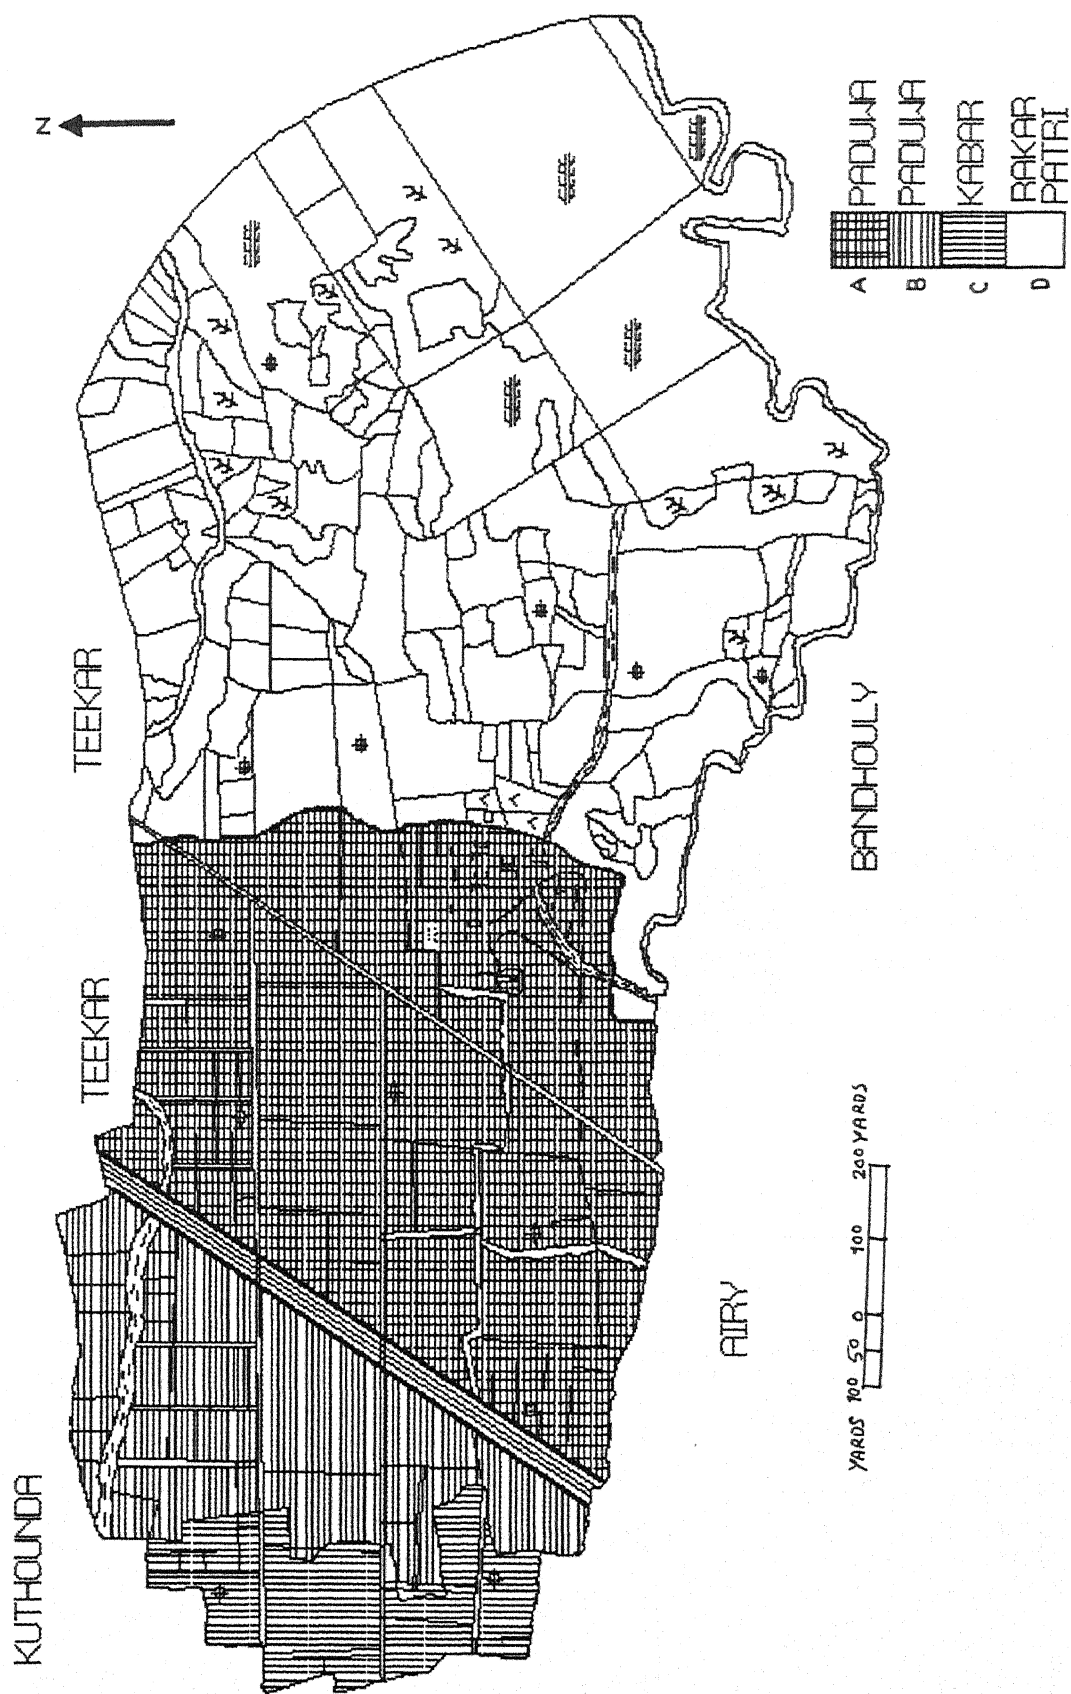 N
KUTHOUNDA
TEEKAR
TEEKAR
AIRY
BANDHOULY
YARDS 100 50 0 100 200 YARDS
A PADUWA
B PADUWA
C KABAR
D RAKAR
PATRI